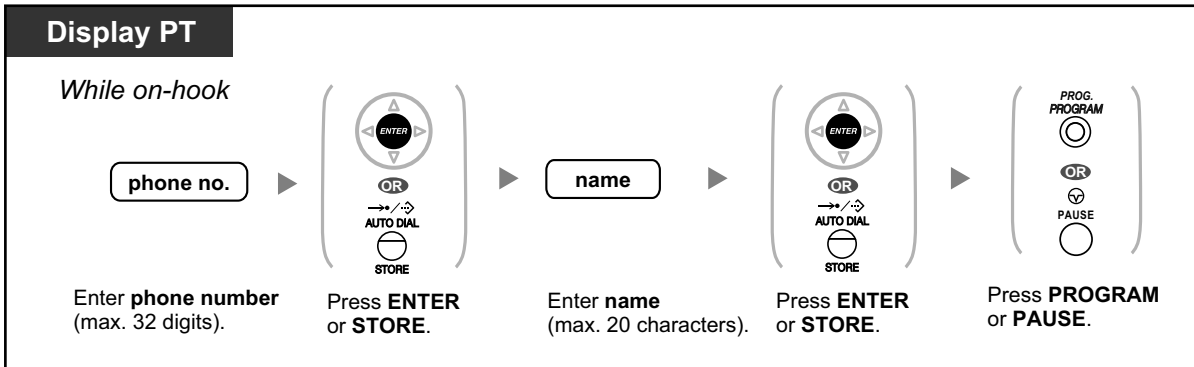 Display PT
While on-hook
phone no.
ENTER
OR
AUTO DIAL
STORE
name
ENTER
OR
AUTO DIAL
STORE
PROG.
PROGRAM
OR
PAUSE
Enter phone number
(max. 32 digits).
Press ENTER
or STORE.
Enter name
(max. 20 characters).
Press ENTER
or STORE.
Press PROGRAM
or PAUSE.